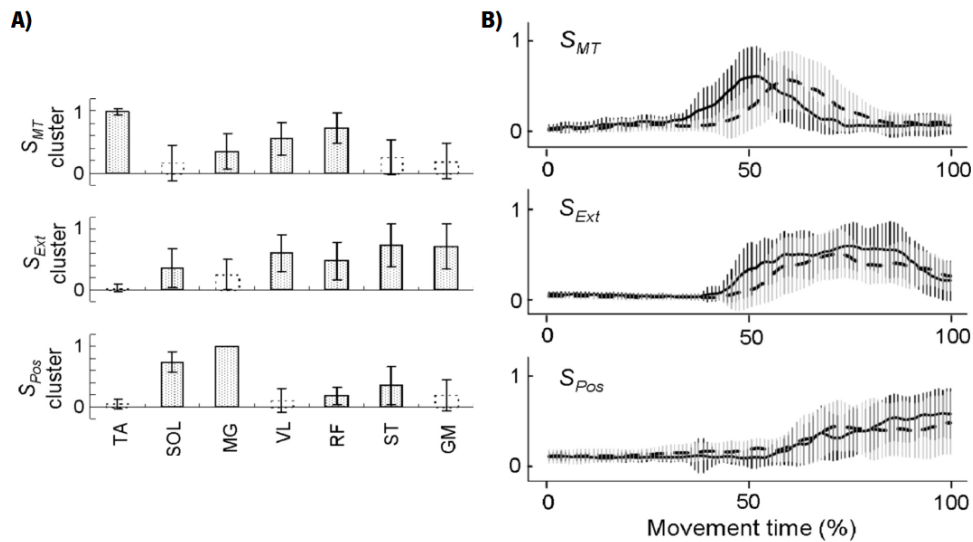 A)
S_MT
cluster
1
0
S_Ext
cluster
1
0
S_Pos
cluster
1
0
TA
SOL
MG
VL
RF
ST
GM
B)
S_MT
1
0
0
50
100
S_Ext
1
0
0
50
100
S_Pos
1
0
0
50
100
Movement time (%)